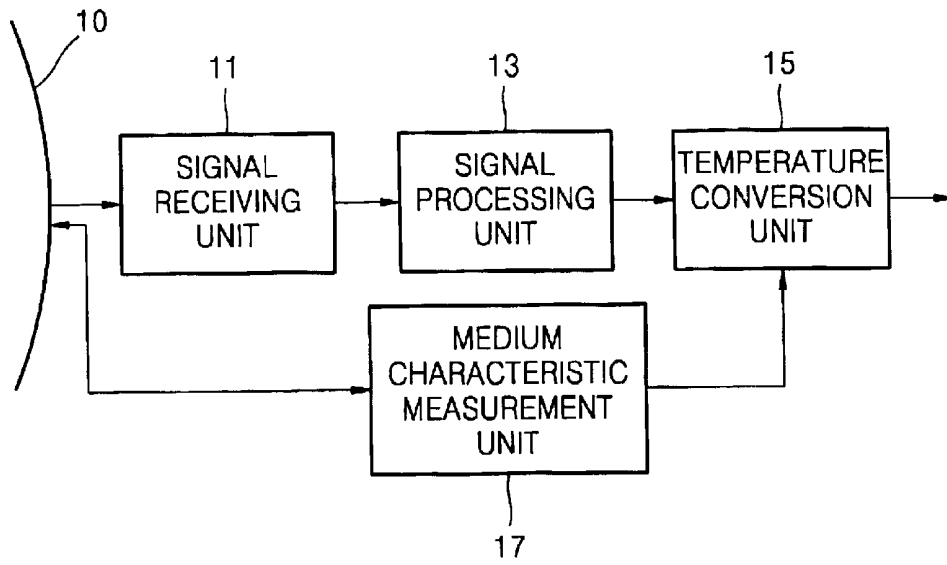 10
11
13
15
SIGNAL
RECEIVING
UNIT
SIGNAL
PROCESSING
UNIT
TEMPERATURE
CONVERSION
UNIT
MEDIUM
CHARACTERISTIC
MEASUREMENT
UNIT
17